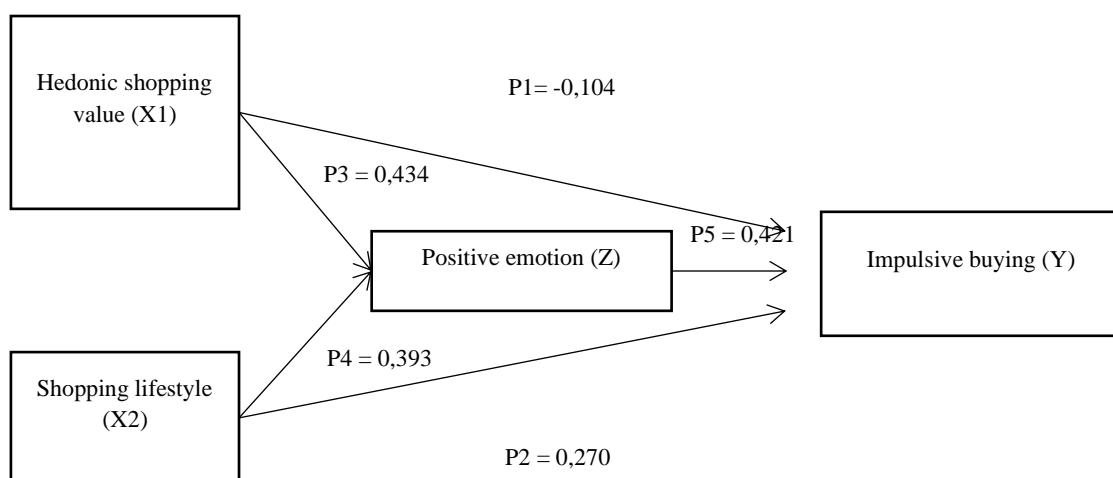 Hedonic shopping
value (X1)
P1= -0,104
P3 = 0,434
P5 = 0,421
Positive emotion (Z)
Impulsive buying (Y)
P4 = 0,393
Shopping lifestyle
(X2)
P2 = 0,270